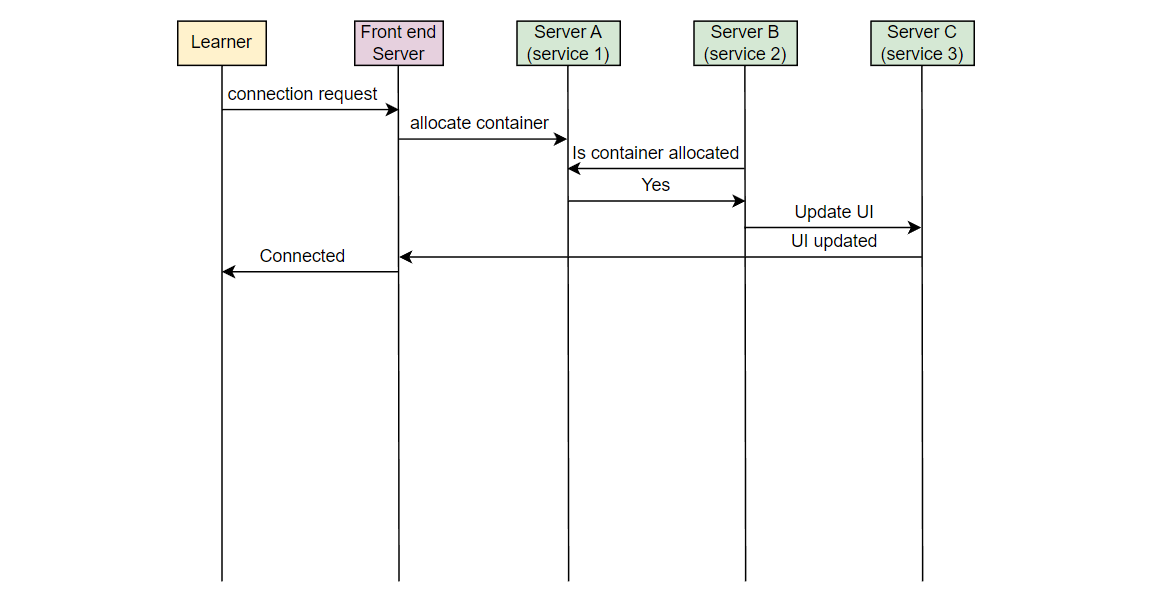 Learner
Front end
Server
Server A
(service 1)
Server B
(service 2)
Server C
(service 3)
connection request
allocate container
Is container allocated
Yes
Update UI
UI updated
Connected